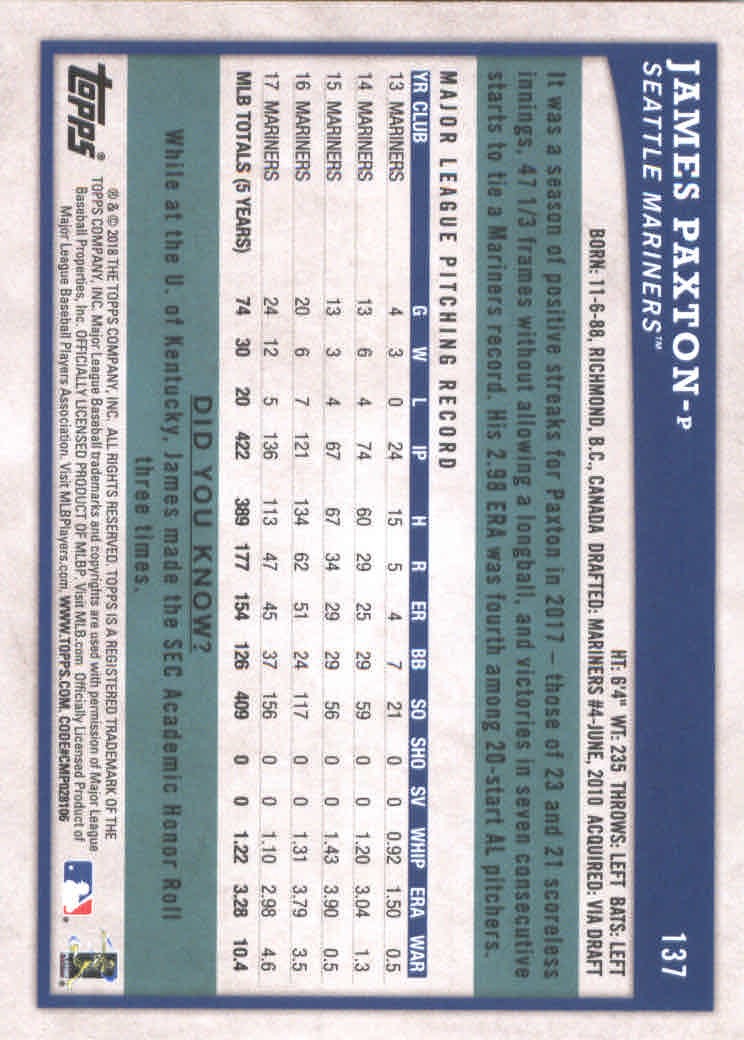 137
JAMES PAXTON-P
SEATTLE MARINERS™
HT: 6'4" WT: 235 THROWS: LEFT BATS: LEFT
BORN: 11-6-88, RICHMOND, B.C., CANADA DRAFTED: MARINERS #4-JUNE, 2010 ACQUIRED: VIA DRAFT
It was a season of positive streaks for Paxton in 2017 – those of 23 and 21 scoreless
innings, 47 1/3 frames without allowing a longball, and victories in seven consecutive
starts to tie a Mariners record. His 2.98 ERA was fourth among 20-start AL pitchers.
MAJOR LEAGUE PITCHING RECORD
YR CLUB G W L IP H R ER BB SO SHO SV WHIP ERA WAR
13 MARINERS 4 3 0 24 15 5 4 7 21 0 0 0.92 1.50 0.5
14 MARINERS 13 6 4 74 60 29 25 29 59 0 0 1.20 3.04 1.3
15 MARINERS 13 3 4 67 67 34 29 29 56 0 0 1.43 3.90 0.5
16 MARINERS 20 6 7 121 134 62 51 24 117 0 0 1.31 3.79 3.5
17 MARINERS 24 12 5 136 113 47 45 37 156 0 0 1.10 2.98 4.6
MLB TOTALS (5 YEARS) 74 30 20 422 389 177 154 126 409 0 0 1.22 3.28 10.4
DID YOU KNOW?
While at the U. of Kentucky, James made the SEC Academic Honor Roll
three times.
topps®
® & © 2018 THE TOPPS COMPANY, INC. ALL RIGHTS RESERVED. TOPPS IS A REGISTERED TRADEMARK OF THE
TOPPS COMPANY, INC. Major League Baseball trademarks and copyrights are used with permission of Major League
Baseball Properties, Inc. OFFICIALLY LICENSED PRODUCT OF MLBP. Visit MLB.com. Officially Licensed Product of
Major League Baseball Players Association. Visit MLBPlayers.com. WWW.TOPPS.COM. CODE#CMP028106